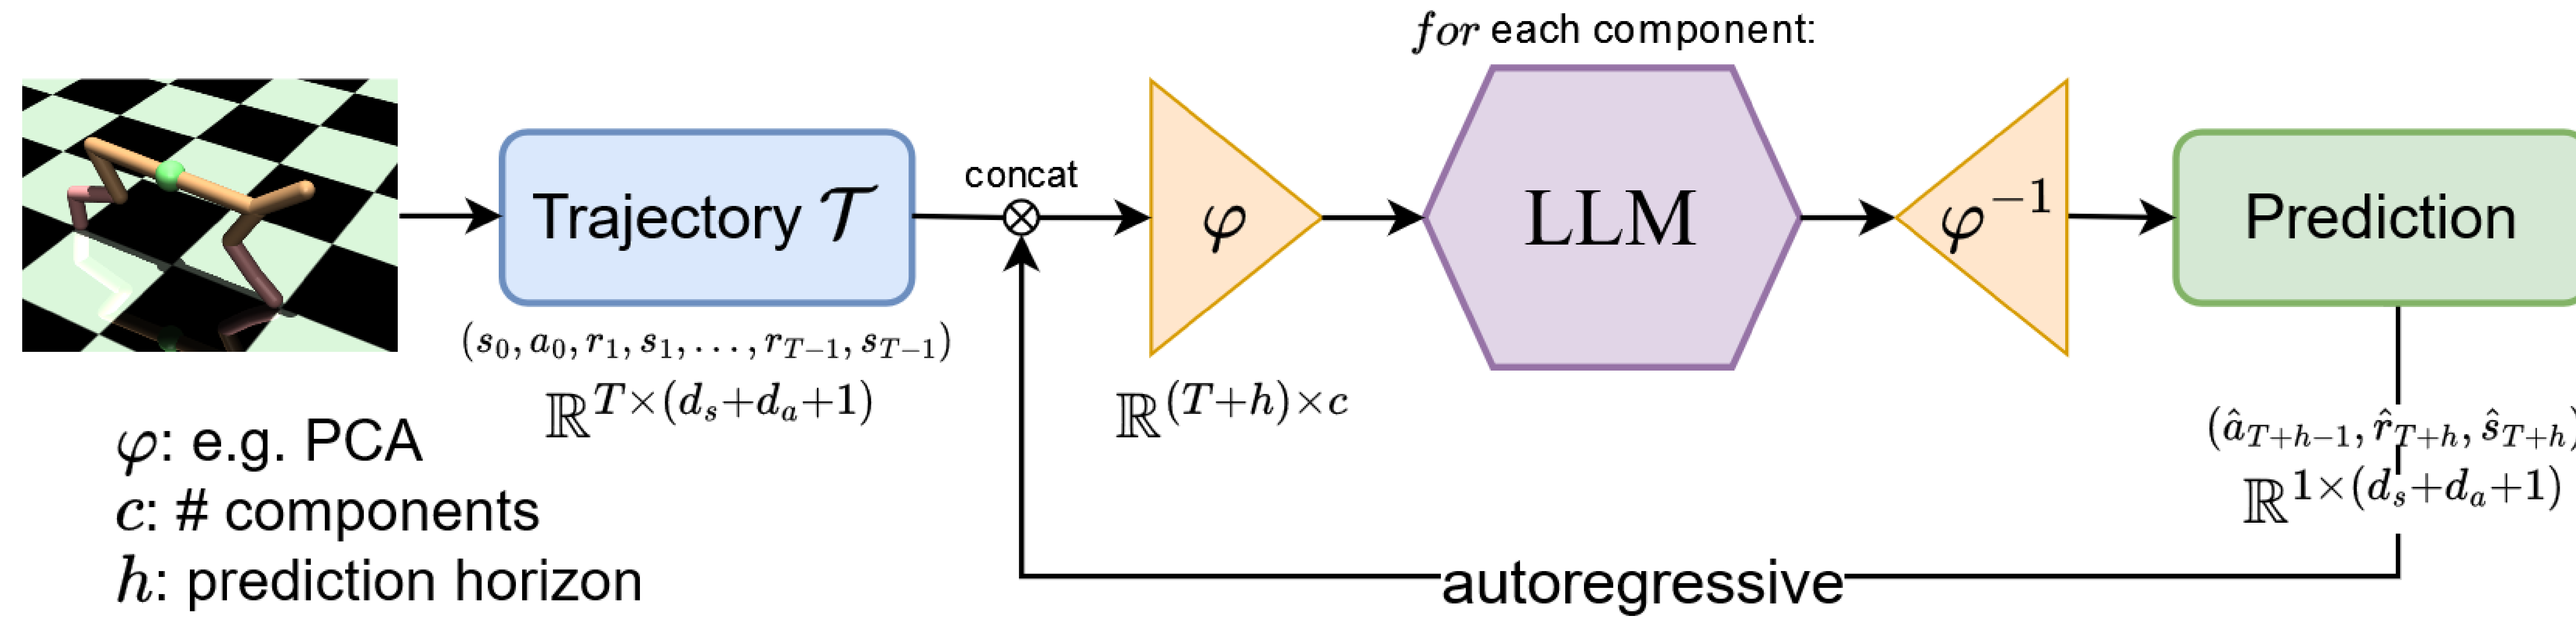 for each component:
concat
Trajectory 𝒯
φ
LLM
φ⁻¹
Prediction
(s₀, a₀, r₁, s₁, …, r_{T−1}, s_{T−1})
ℝ^{T×(d_s+d_a+1)}
ℝ^{(T+h)×c}
(â_{T+h−1}, r̂_{T+h}, ŝ_{T+h})
ℝ^{1×(d_s+d_a+1)}
φ: e.g. PCA
c: # components
h: prediction horizon
autoregressive